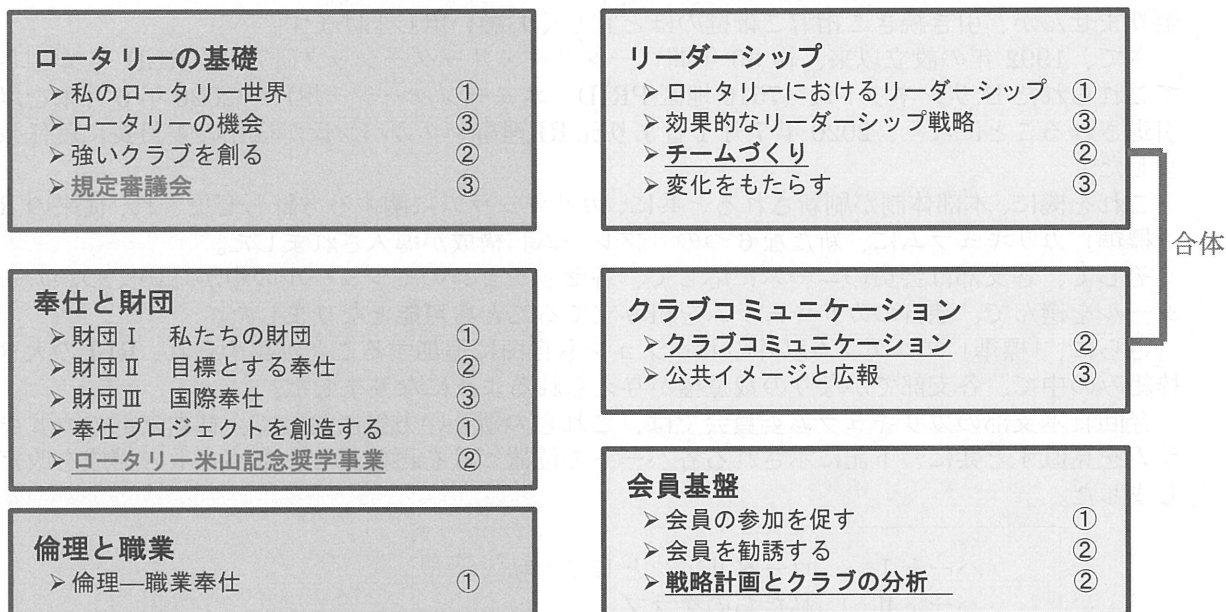 ロータリーの基礎
➢私のロータリー世界 ①
➢ロータリーの機会 ③
➢強いクラブを創る ②
➢規定審議会 ③
奉仕と財団
➢財団Ⅰ 私たちの財団 ①
➢財団Ⅱ 目標とする奉仕 ②
➢財団Ⅲ 国際奉仕 ③
➢奉仕プロジェクトを創造する ①
➢ロータリー米山記念奨学事業 ②
倫理と職業
➢倫理―職業奉仕 ①
リーダーシップ
➢ロータリーにおけるリーダーシップ ①
➢効果的なリーダーシップ戦略 ③
➢チームづくり ②
➢変化をもたらす ③
クラブコミュニケーション
➢クラブコミュニケーション ②
➢公共イメージと広報 ③
合体
会員基盤
➢会員の参加を促す ①
➢会員を勧誘する ②
➢戦略計画とクラブの分析 ②